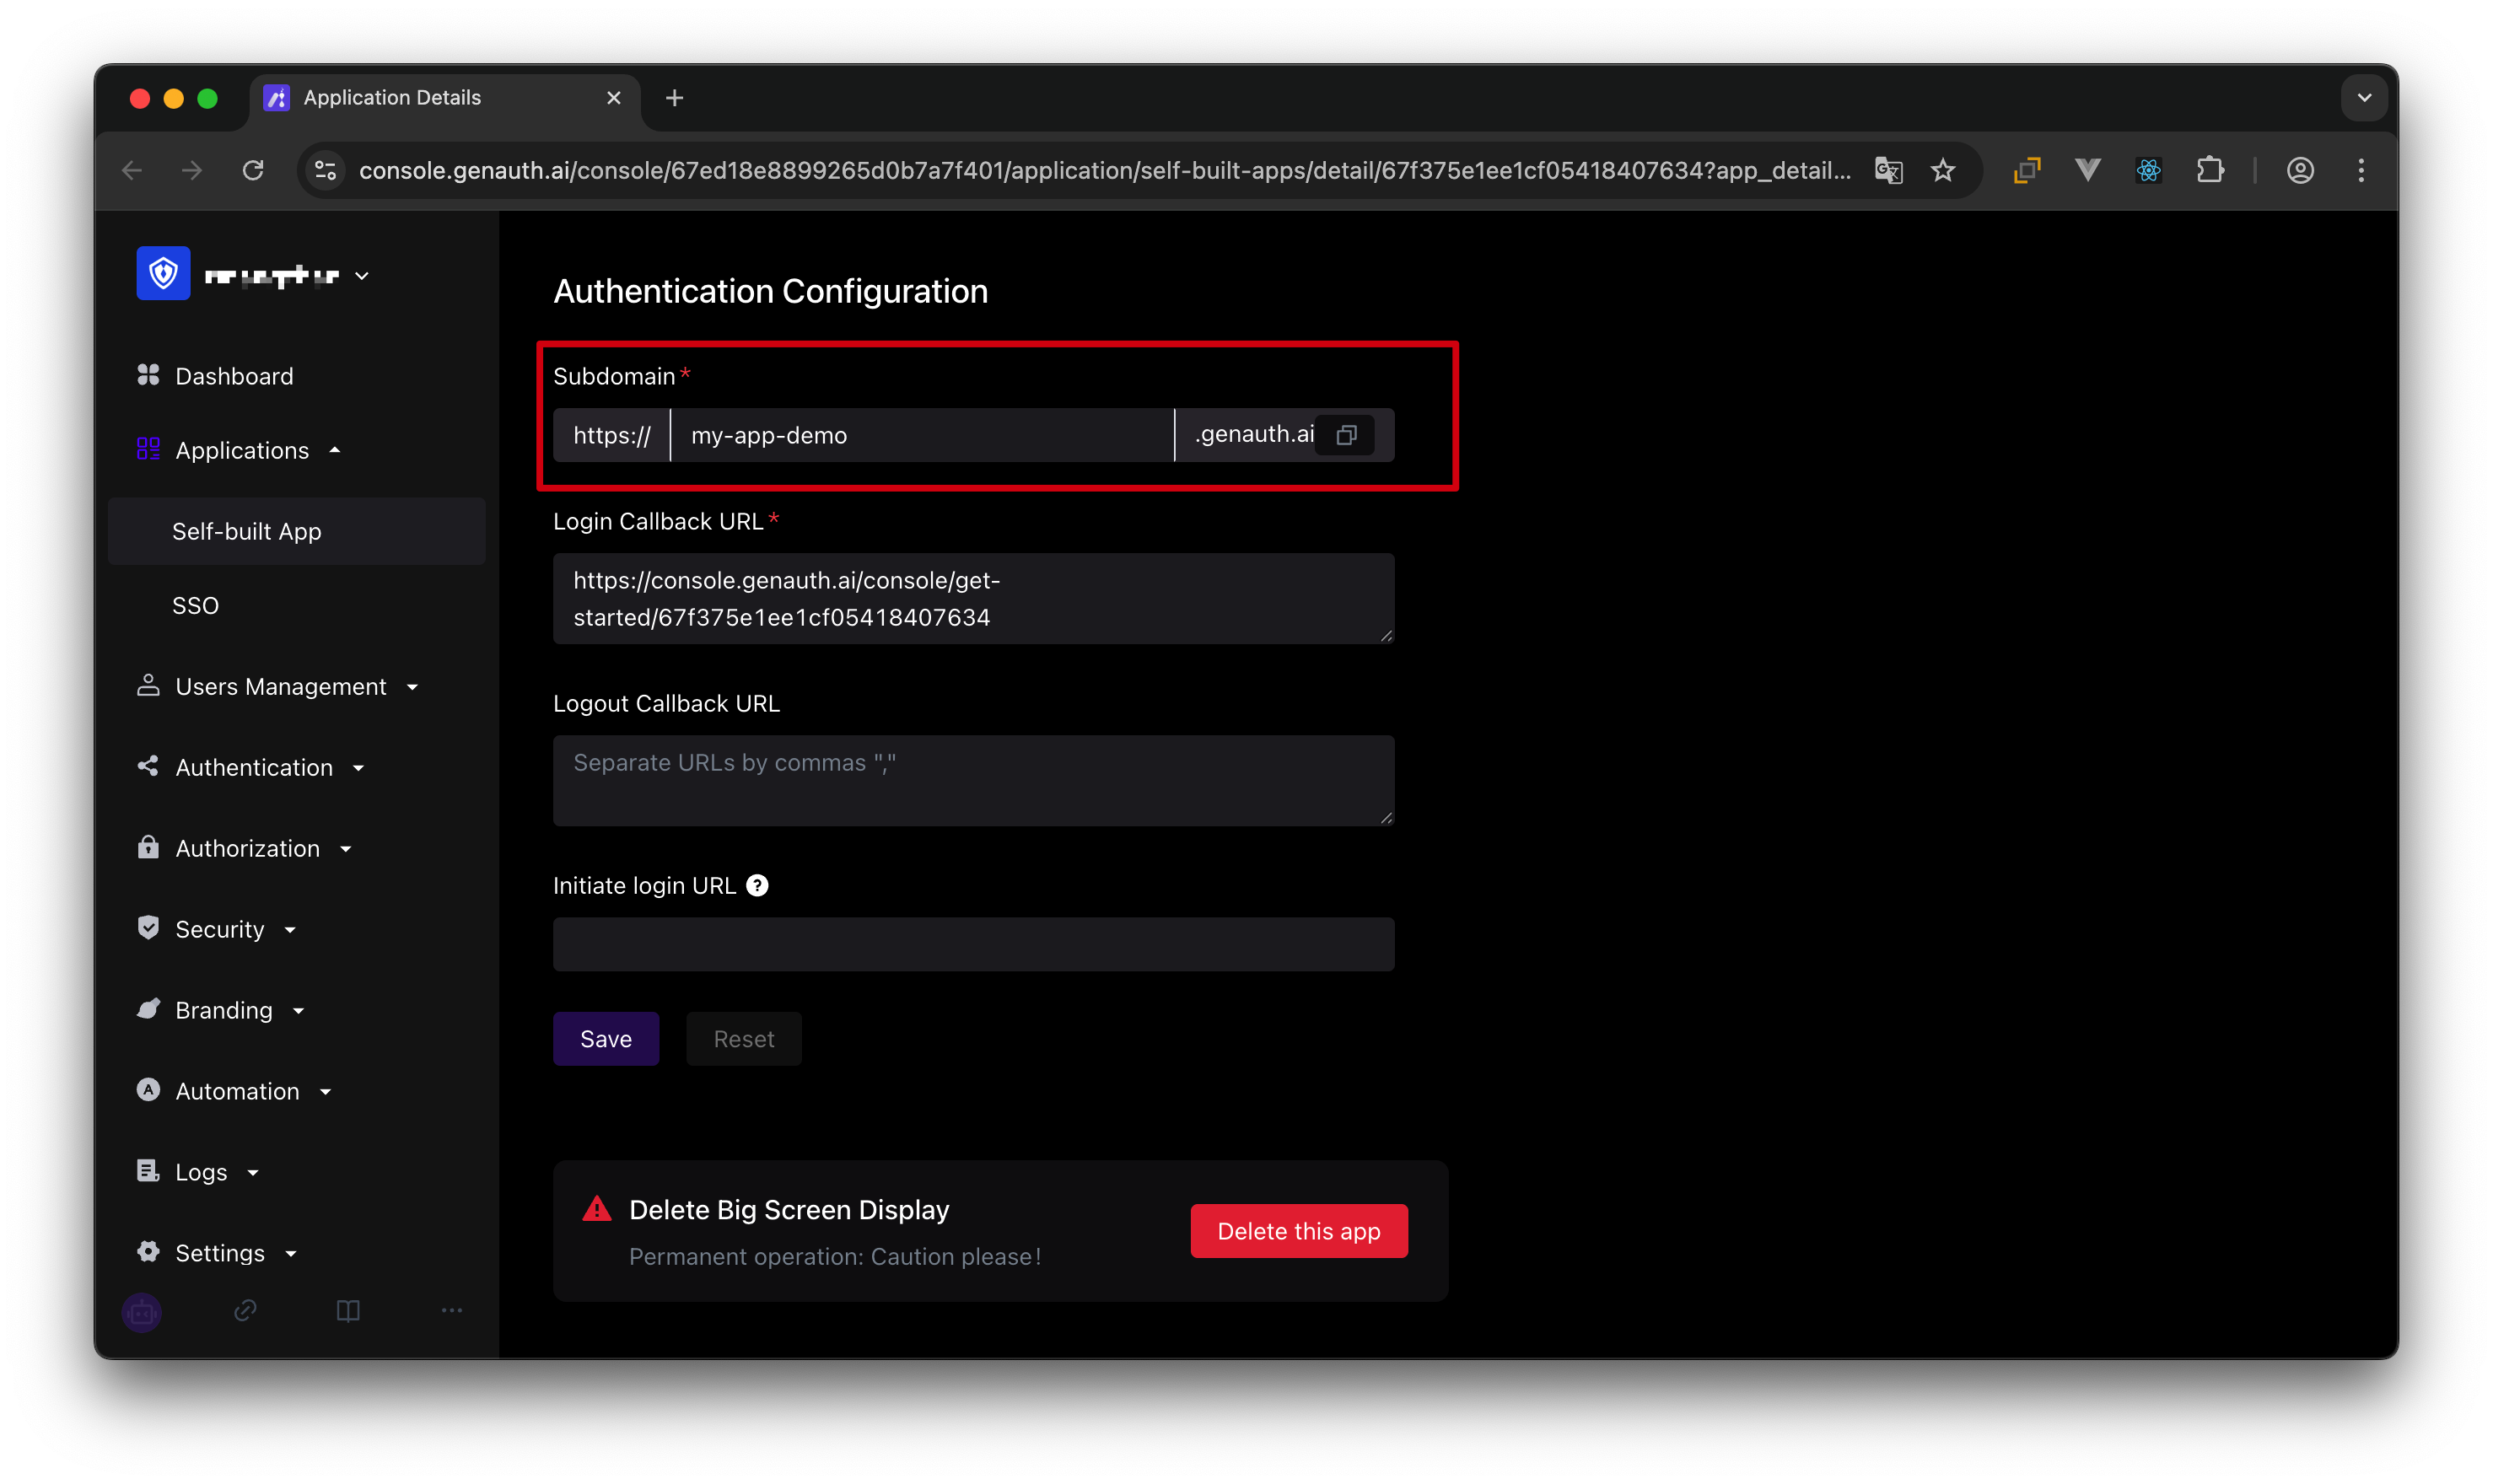 Application Details
console.genauth.ai/console/67ed18e8899265d0b7a7f401/application/self-built-apps/detail/67f375e1ee1cf05418407634?app_detail...
Dashboard
Applications
Self-built App
SSO
Users Management
Authentication
Authorization
Security
Branding
Automation
Logs
Settings
Authentication Configuration
Subdomain*
https:// my-app-demo .genauth.ai
Login Callback URL*
https://console.genauth.ai/console/get-
started/67f375e1ee1cf05418407634
Logout Callback URL
Separate URLs by commas ","
Initiate login URL ?
Save Reset
Delete Big Screen Display
Permanent operation: Caution please!
Delete this app